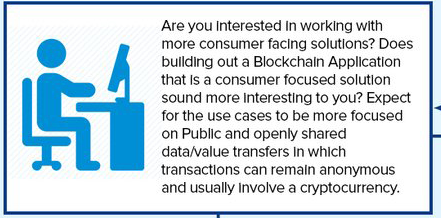 Are you interested in working with
more consumer facing solutions? Does
building out a Blockchain Application
that is a consumer focused solution
sound more interesting to you? Expect
for the use cases to be more focused
on Public and openly shared
data/value transfers in which
transactions can remain anonymous
and usually involve a cryptocurrency.